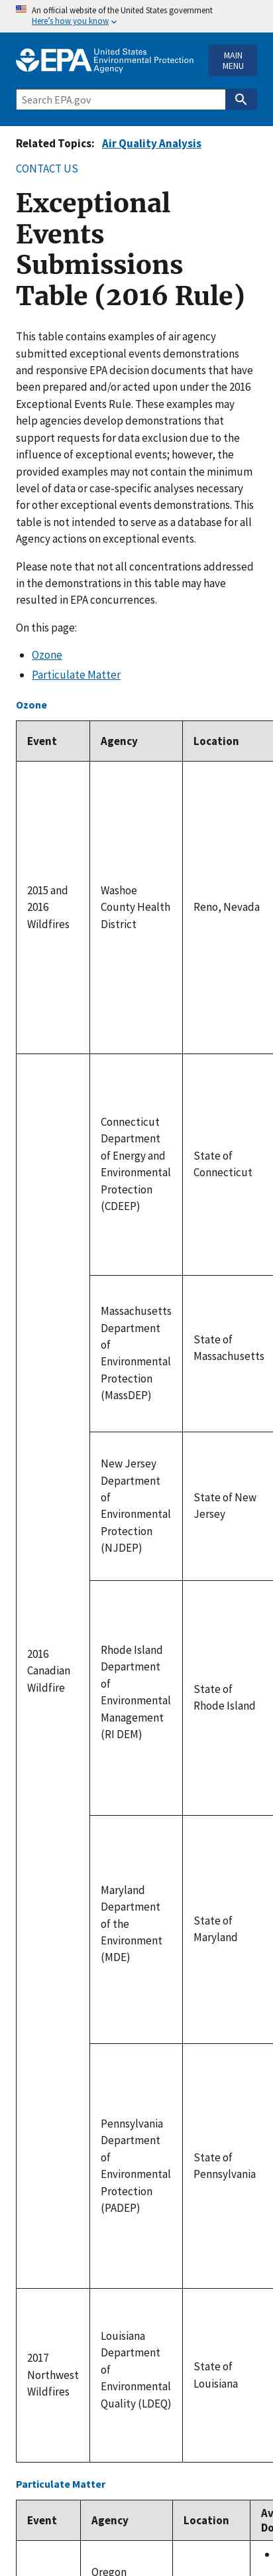 An official website of the United States government
Here's how you know
EPA United States
Environmental Protection
Agency
MAIN
MENU
Search EPA.gov
Related Topics: Air Quality Analysis
CONTACT US
Exceptional
Events
Submissions
Table (2016 Rule)
This table contains examples of air agency
submitted exceptional events demonstrations
and responsive EPA decision documents that have
been prepared and/or acted upon under the 2016
Exceptional Events Rule. These examples may
help agencies develop demonstrations that
support requests for data exclusion due to the
influence of exceptional events; however, the
provided examples may not contain the minimum
level of data or case-specific analyses necessary
for other exceptional events demonstrations. This
is not intended to serve as a database for all
Agency actions on exceptional events.
Please note that not all concentrations addressed
in the demonstrations in this table may have
resulted in EPA concurrences.
On this page:
Ozone
Particulate Matter
Ozone
Event
Agency
Location
2015 and
2016
Wildfires
Washoe
County Health
District
Reno, Nevada
2016
Canadian
Wildfire
Connecticut
Department
of Energy and
Environmental
Protection
(CDEEP)
State of
Connecticut
Massachusetts
Department
of
Environmental
Protection
(MassDEP)
State of
Massachusetts
New Jersey
Department
of
Environmental
Protection
(NJDEP)
State of New
Jersey
Rhode Island
Department
of
Environmental
Management
(RI DEM)
State of
Rhode Island
Maryland
Department
of the
Environment
(MDE)
State of
Maryland
Pennsylvania
Department
of
Environmental
Protection
(PADEP)
State of
Pennsylvania
2017
Northwest
Wildfires
Louisiana
Department
of
Environmental
Quality (LDEQ)
State of
Louisiana
Particulate Matter
Event
Agency
Location
Av
Do
Oregon